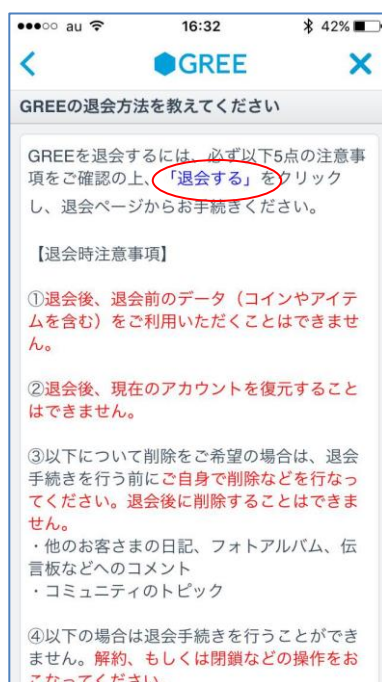 au 16:32 42%
GREE
GREEの退会方法を教えてください
GREEを退会するには、必ず以下5点の注意事
項をご確認の上、「退会する」をクリック
し、退会ページからお手続きください。
【退会時注意事項】
①退会後、退会前のデータ（コインやアイテ
ムを含む）をご利用いただくことはできませ
ん。
②退会後、現在のアカウントを復元すること
はできません。
③以下について削除をご希望の場合は、退会
手続きを行う前にご自身で削除などを行なっ
てください。退会後に削除することはできま
せん。
・他のお客さまの日記、フォトアルバム、伝
言板などへのコメント
・コミュニティのトピック
④以下の場合は退会手続きを行うことができ
ません。解約、もしくは閉鎖などの操作をお
こなってください